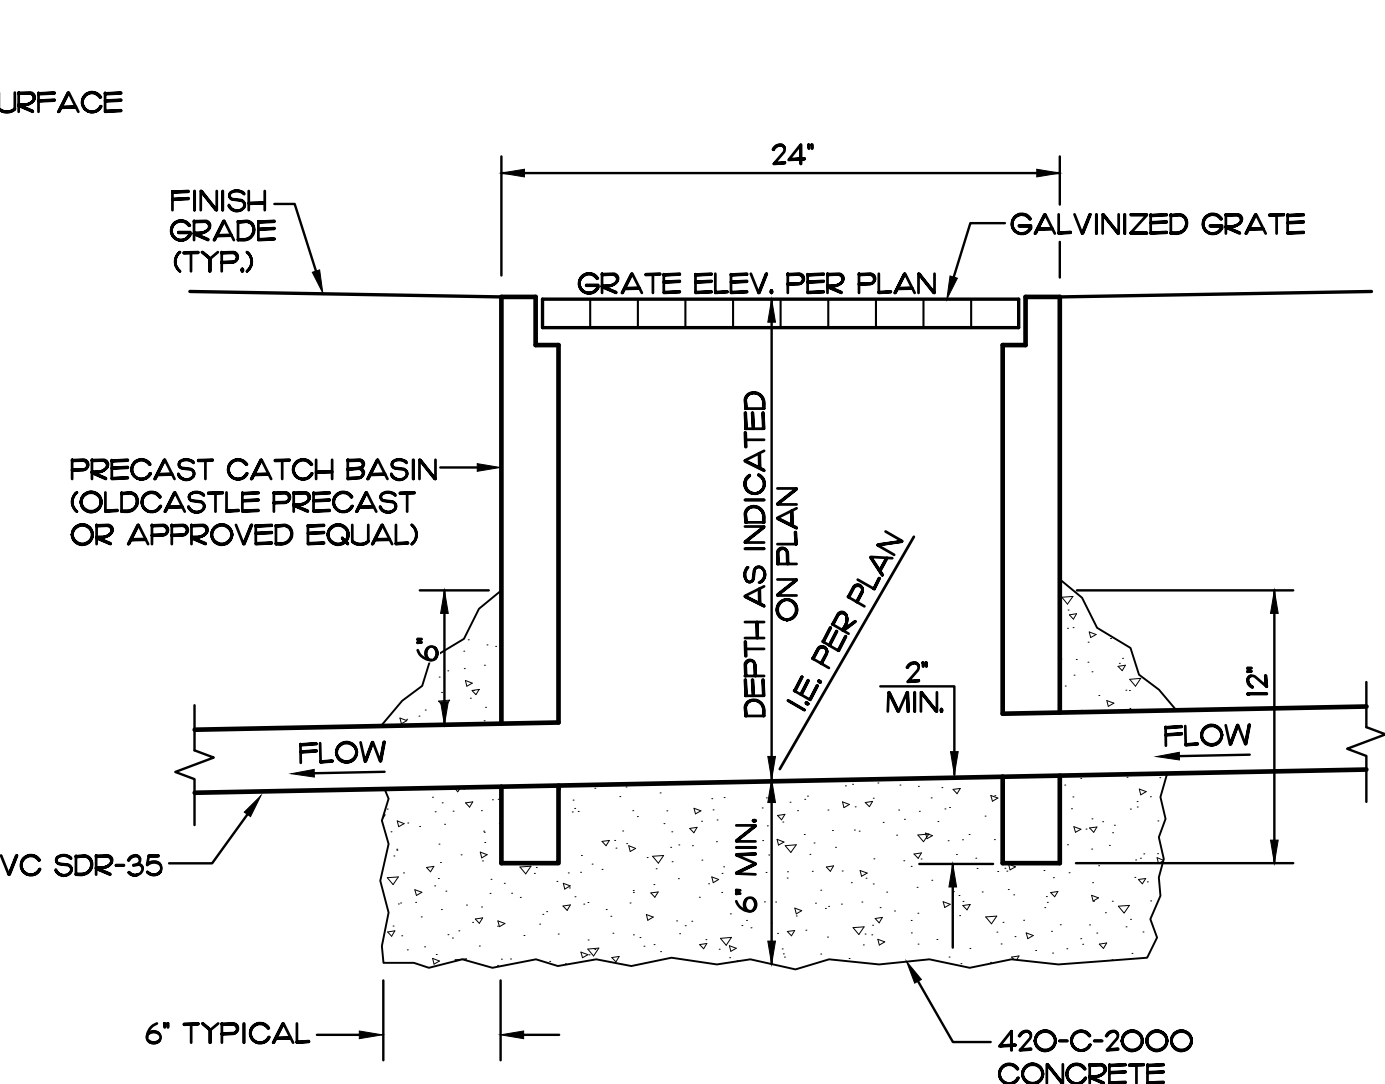 URFACE
24"
FINISH
GRADE
(TYP.)
GALVINIZED GRATE
GRATE ELEV. PER PLAN
PRECAST CATCH BASIN
(OLDCASTLE PRECAST
OR APPROVED EQUAL)
DEPTH AS INDICATED
ON PLAN
I.E. PER PLAN
6"
2"
MIN.
12"
FLOW
FLOW
VC SDR-35
6" MIN.
6" TYPICAL
420-C-2000
CONCRETE